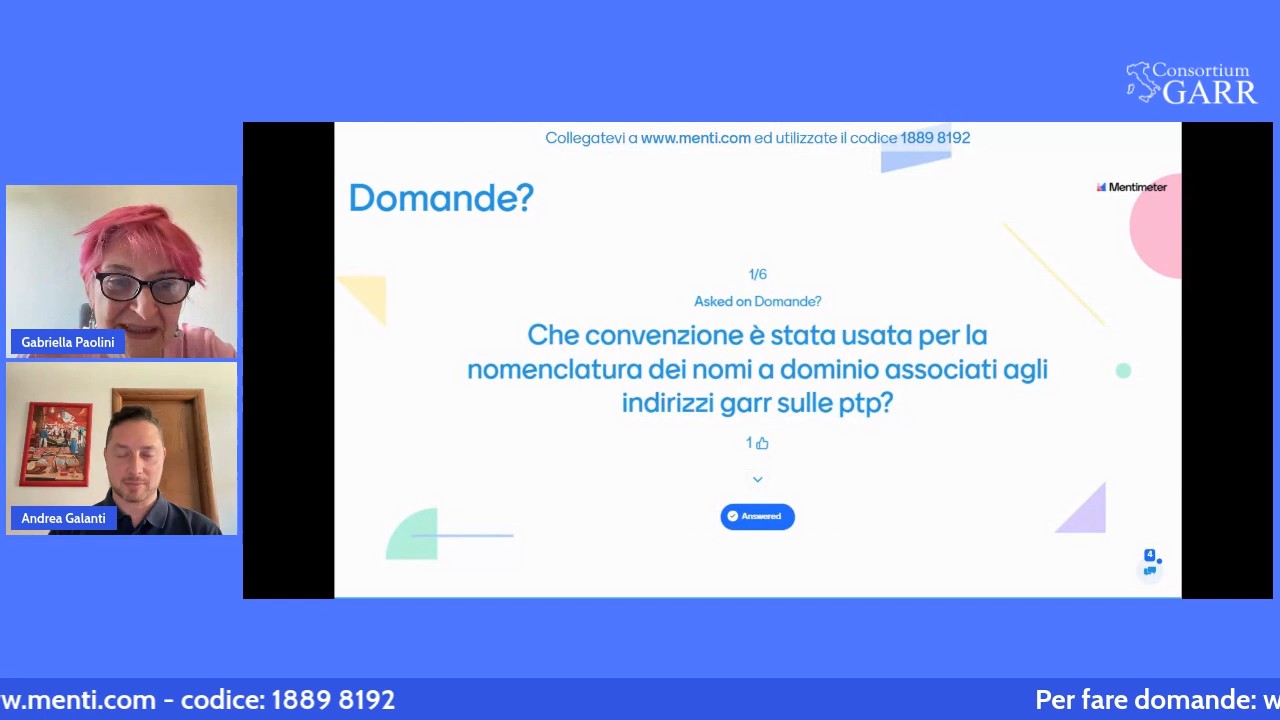 Consortium
GARR
Collegatevi a www.menti.com ed utilizzate il codice 1889 8192
Domande?
Mentimeter
1/6
Asked on Domande?
Che convenzione è stata usata per la
nomenclatura dei nomi a dominio associati agli
indirizzi garr sulle ptp?
1
Answered
4
Gabriella Paolini
Andrea Galanti
w.menti.com - codice: 1889 8192
Per fare domande: w